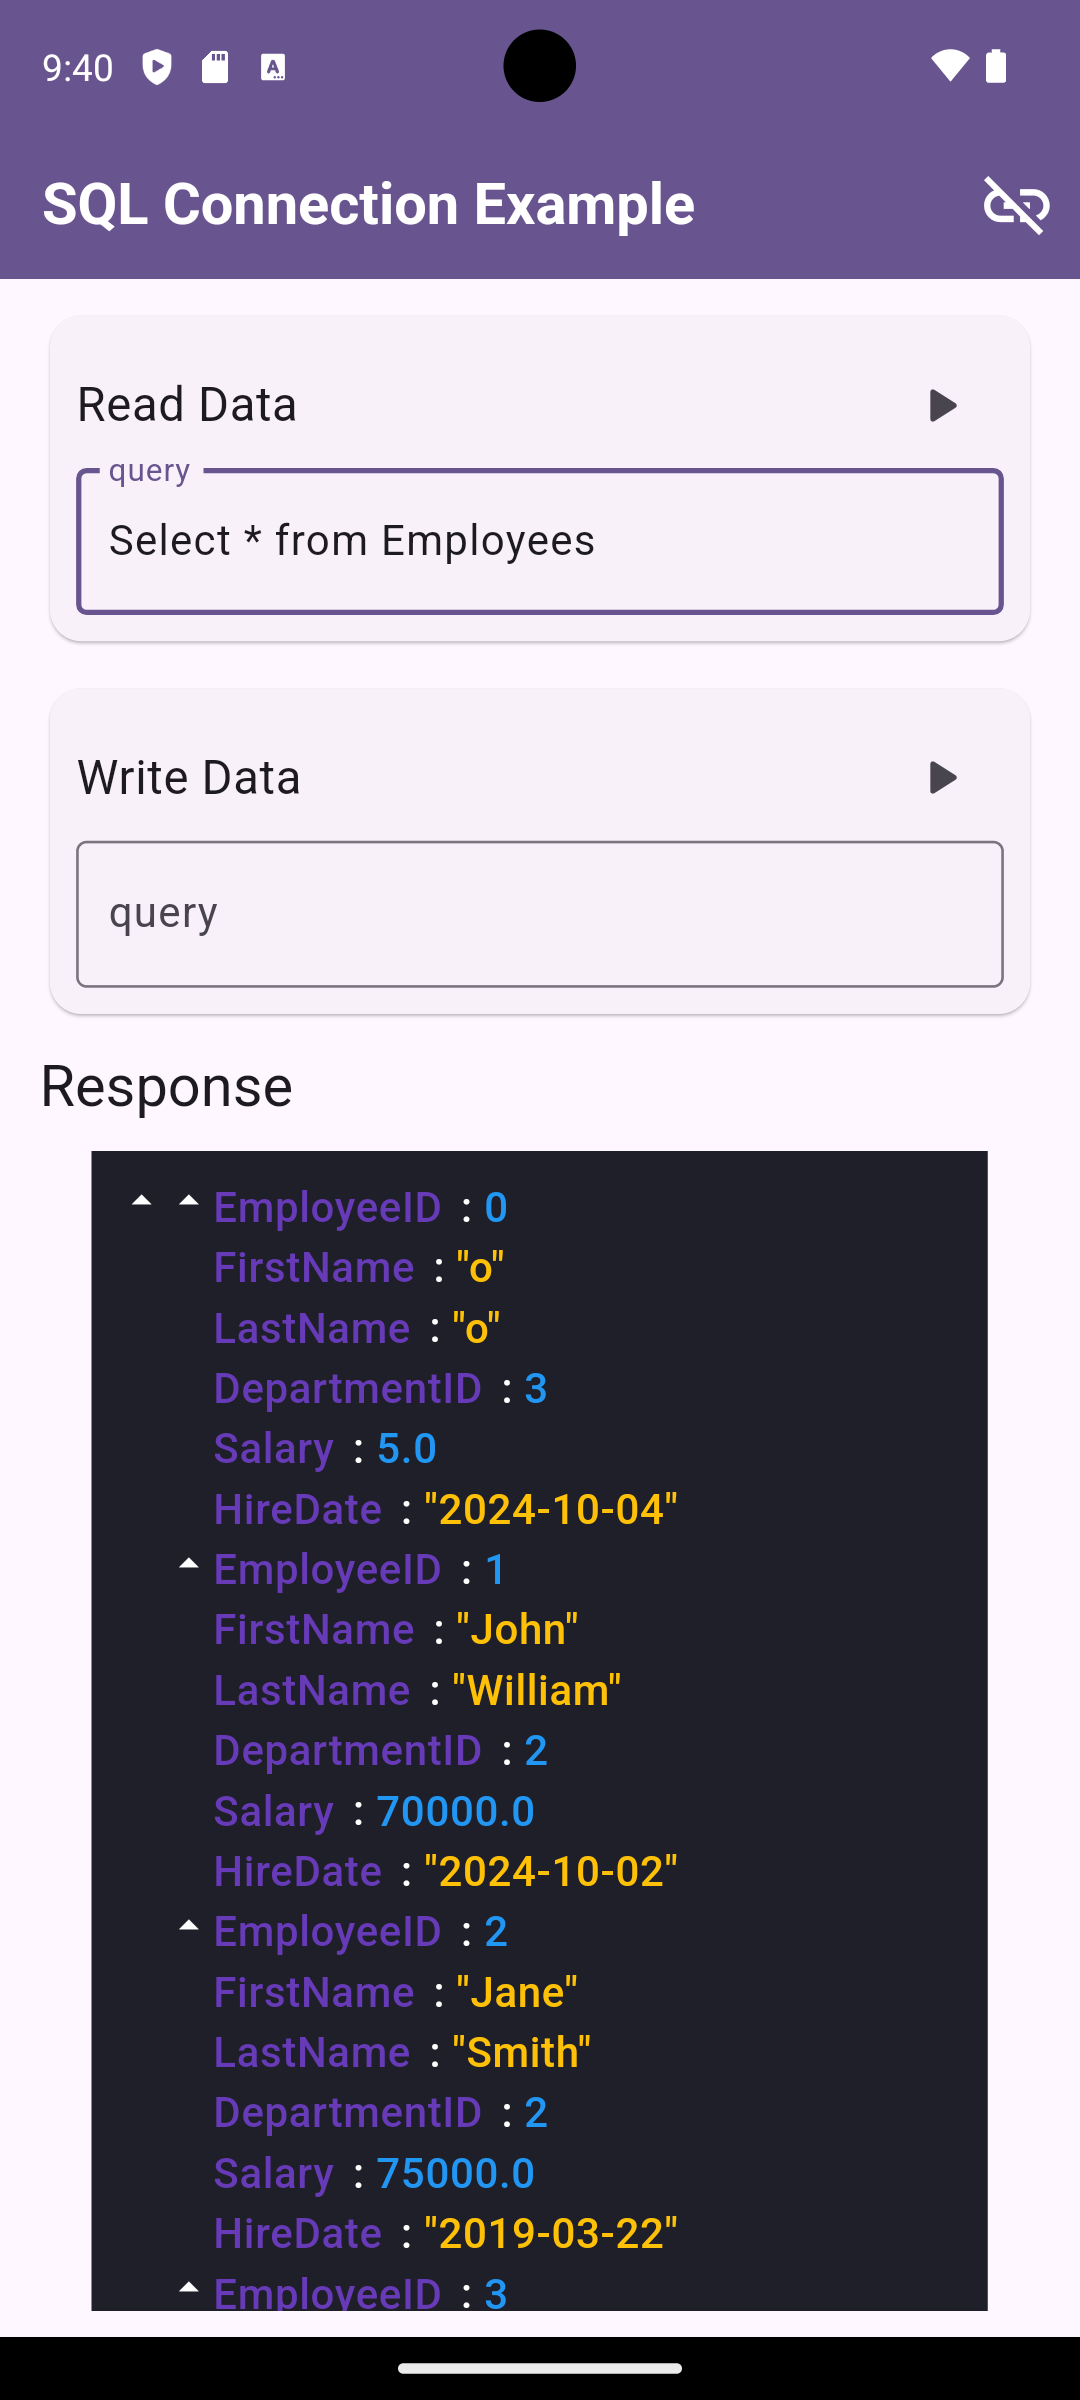 9:40
SQL Connection Example
Read Data
query
Select * from Employees
Write Data
query
Response
EmployeeID : 0
FirstName : "o"
LastName : "o"
DepartmentID : 3
Salary : 5.0
HireDate : "2024-10-04"
EmployeeID : 1
FirstName : "John"
LastName : "William"
DepartmentID : 2
Salary : 70000.0
HireDate : "2024-10-02"
EmployeeID : 2
FirstName : "Jane"
LastName : "Smith"
DepartmentID : 2
Salary : 75000.0
HireDate : "2019-03-22"
EmployeeID : 3